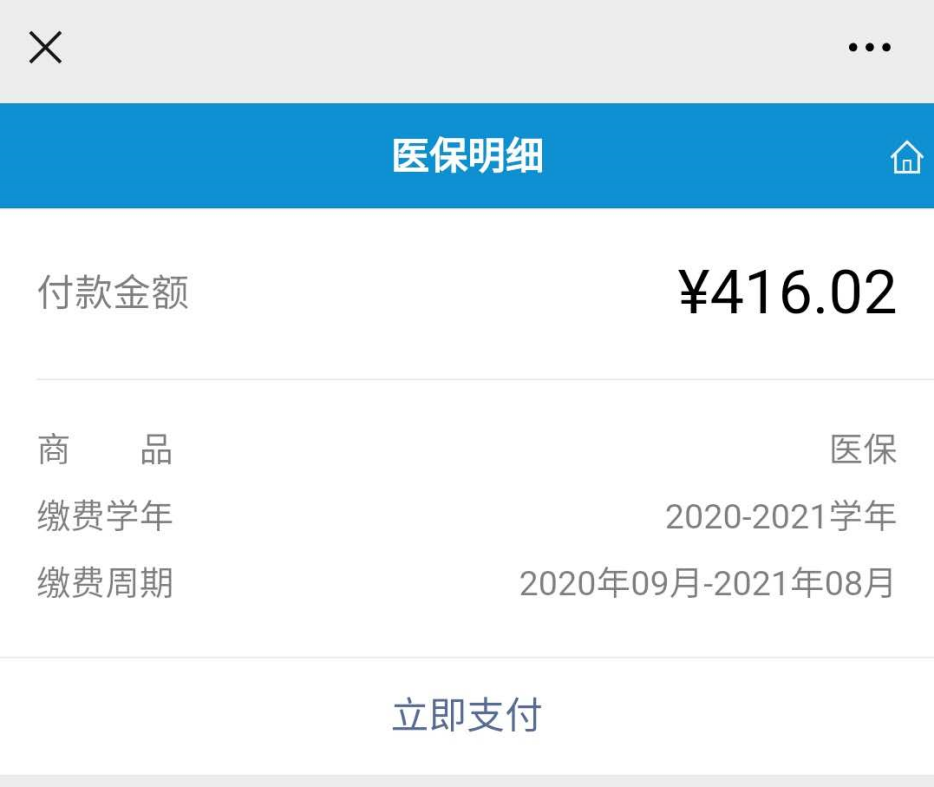 医保明细
付款金额 ¥416.02
商 品 医保
缴费学年 2020-2021学年
缴费周期 2020年09月-2021年08月
立即支付